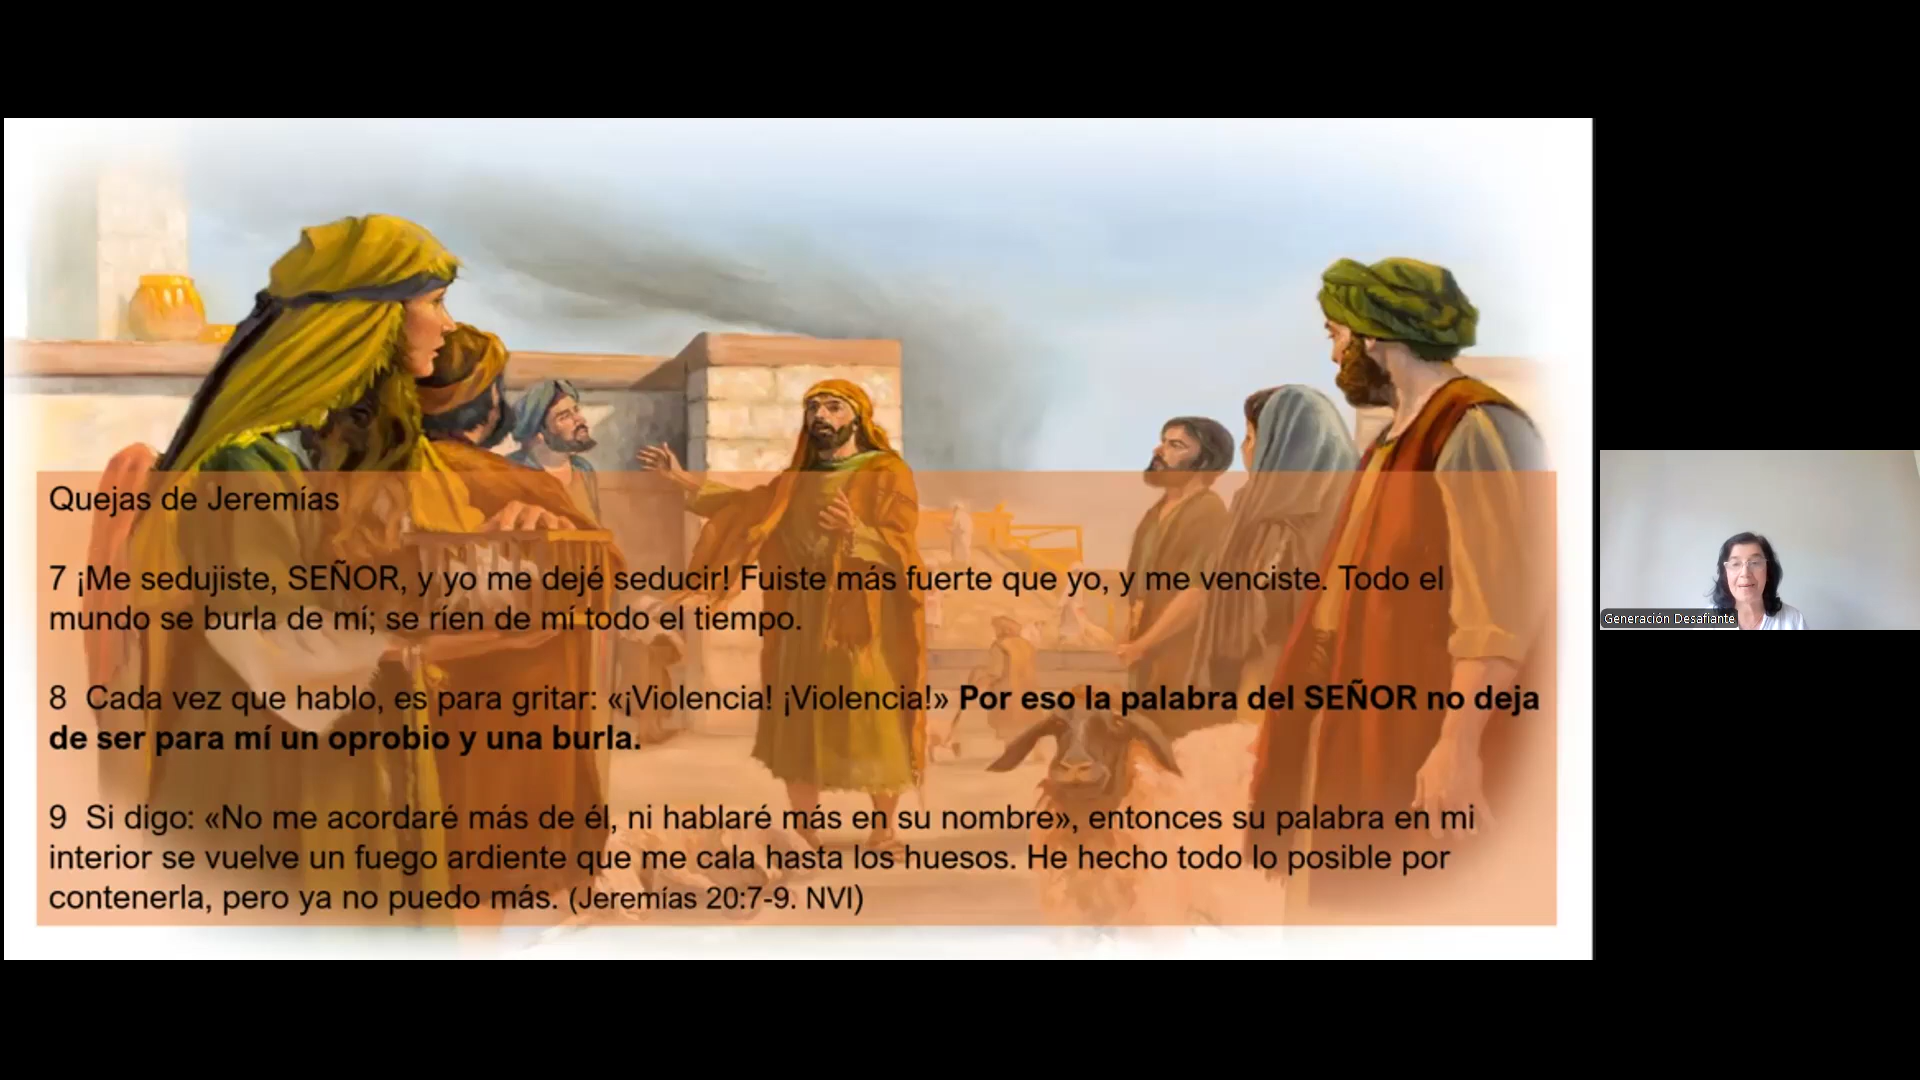 Quejas de Jeremías
7 ¡Me sedujiste, SEÑOR, y yo me dejé seducir! Fuiste más fuerte que yo, y me venciste. Todo el
mundo se burla de mí; se ríen de mí todo el tiempo.
8 Cada vez que hablo, es para gritar: «¡Violencia! ¡Violencia!» Por eso la palabra del SEÑOR no deja
de ser para mí un oprobio y una burla.
9 Si digo: «No me acordaré más de él, ni hablaré más en su nombre», entonces su palabra en mi
interior se vuelve un fuego ardiente que me cala hasta los huesos. He hecho todo lo posible por
contenerla, pero ya no puedo más. (Jeremías 20:7-9. NVI)
Generación Desafiante